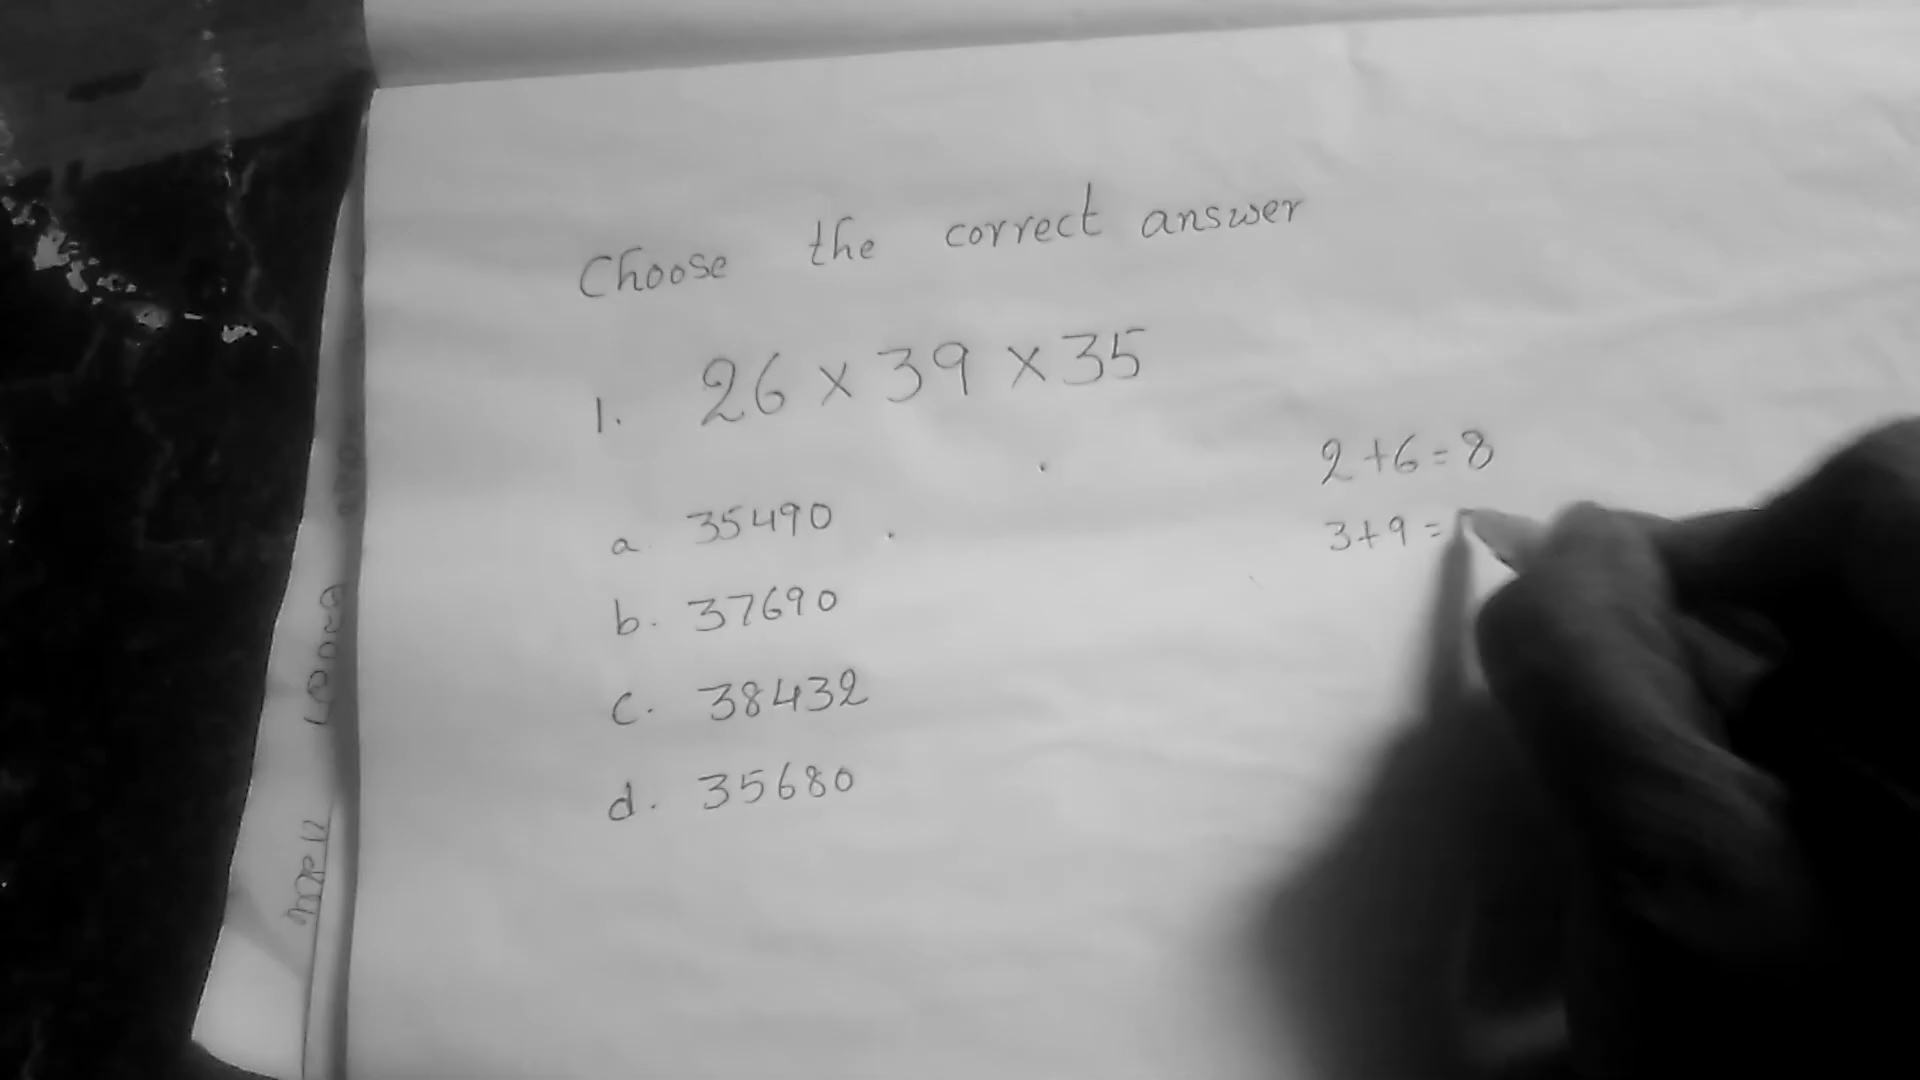 Choose the correct answer
1. 26 × 39 × 35
a. 35490
b. 37690
c. 38432
d. 35680
2+6=8
3+9=